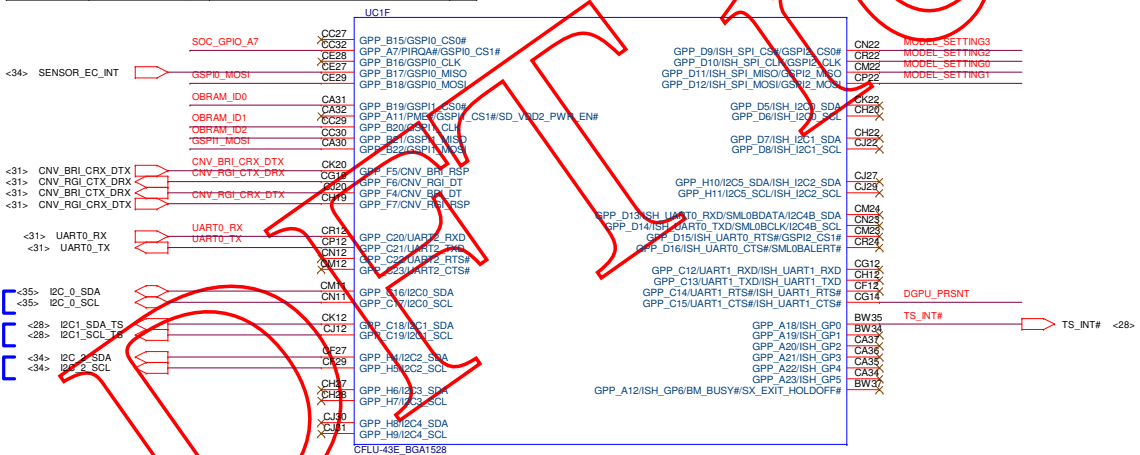 UC1F
SOC_GPIO_A7
CC27
GPP_B15/GSPI0_CS0#
CC32
GPP_A7/PIRQA#/GSPI0_CS1#
CE28
GPP_B16/GSPI0_CLK
<34> SENSOR_EC_INT
CE27
GPP_B17/GSPI0_MISO
GSPI0_MOSI
CE29
GPP_B18/GSPI0_MOSI
OBRAM_ID0
CA31
GPP_B19/GSPI1_CS0#
CA32
GPP_A11/PME#/GSPI1_CS1#/SD_VDD2_PWR_EN#
OBRAM_ID1
CC29
GPP_B20/GSPI1_CLK
OBRAM_ID2
CC30
GPP_B21/GSPI1_MISO
GSPI1_MOSI
CA30
GPP_B22/GSPI1_MOSI
<31> CNV_BRI_CRX_DTX
CNV_BRI_CRX_DTX
CK20
GPP_F5/CNV_BRI_RSP
<31> CNV_RGI_CTX_DRX
CNV_RGI_CTX_DRX
CG19
GPP_F6/CNV_RGI_DT
<31> CNV_BRI_CTX_DRX
CJ20
GPP_F4/CNV_BRI_DT
<31> CNV_RGI_CRX_DTX
CNV_RGI_CRX_DTX
CH19
GPP_F7/CNV_RGI_RSP
<31> UART0_RX
UART0_RX
CR12
GPP_C20/UART2_RXD
<31> UART0_TX
UART0_TX
CP12
GPP_C21/UART2_TXD
CN12
GPP_C22/UART2_RTS#
CM12
GPP_C23/UART2_CTS#
<35> I2C_0_SDA
CM11
GPP_C16/I2C0_SDA
<35> I2C_0_SCL
CN11
GPP_C17/I2C0_SCL
<28> I2C1_SDA_TS
CK12
GPP_C18/I2C1_SDA
<28> I2C1_SCL_TS
CJ12
GPP_C19/I2C1_SCL
<34> I2C_2_SDA
CF27
GPP_H4/I2C2_SDA
<34> I2C_2_SCL
CF29
GPP_H5/I2C2_SCL
CH27
GPP_H6/I2C3_SDA
CH28
GPP_H7/I2C3_SCL
CJ30
GPP_H8/I2C4_SDA
CJ31
GPP_H9/I2C4_SCL
GPP_D9/ISH_SPI_CS#/GSPI2_CS0#
CN22
MODEL_SETTING3
GPP_D10/ISH_SPI_CLK/GSPI2_CLK
CR22
MODEL_SETTING2
GPP_D11/ISH_SPI_MISO/GSPI2_MISO
CM22
MODEL_SETTING0
GPP_D12/ISH_SPI_MOSI/GSPI2_MOSI
CP22
MODEL_SETTING1
GPP_D5/ISH_I2C0_SDA
CK22
GPP_D6/ISH_I2C0_SCL
CH20
GPP_D7/ISH_I2C1_SDA
CH22
GPP_D8/ISH_I2C1_SCL
CJ22
GPP_H10/I2C5_SDA/ISH_I2C2_SDA
CJ27
GPP_H11/I2C5_SCL/ISH_I2C2_SCL
CJ29
GPP_D13/ISH_UART0_RXD/SML0BDATA/I2C4B_SDA
CM24
GPP_D14/ISH_UART0_TXD/SML0BCLK/I2C4B_SCL
CN23
GPP_D15/ISH_UART0_RTS#/GSPI2_CS1#
CM23
GPP_D16/ISH_UART0_CTS#/SML0BALERT#
CR24
GPP_C12/UART1_RXD/ISH_UART1_RXD
CG12
GPP_C13/UART1_TXD/ISH_UART1_TXD
CH12
GPP_C14/UART1_RTS#/ISH_UART1_RTS#
CF12
GPP_C15/UART1_CTS#/ISH_UART1_CTS#
CG14
DGPU_PRSNT
GPP_A18/ISH_GP0
BW35
TS_INT#
TS_INT# <28>
GPP_A19/ISH_GP1
BW34
GPP_A20/ISH_GP2
CA37
GPP_A21/ISH_GP3
CA36
GPP_A22/ISH_GP4
CA35
GPP_A23/ISH_GP5
CA34
GPP_A12/ISH_GP6/BM_BUSY#/SX_EXIT_HOLDOFF#
BW37
CFLU-43E_BGA1528